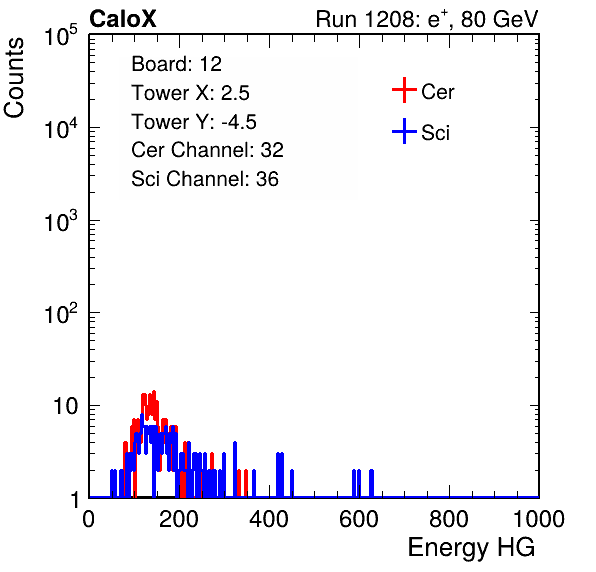 CaloX Run 1208: e⁺, 80 GeV
Counts
10⁵
10⁴
10³
10²
10
1
Board: 12
Tower X: 2.5
Tower Y: -4.5
Cer Channel: 32
Sci Channel: 36
Cer
Sci
0 200 400 600 800 1000
Energy HG